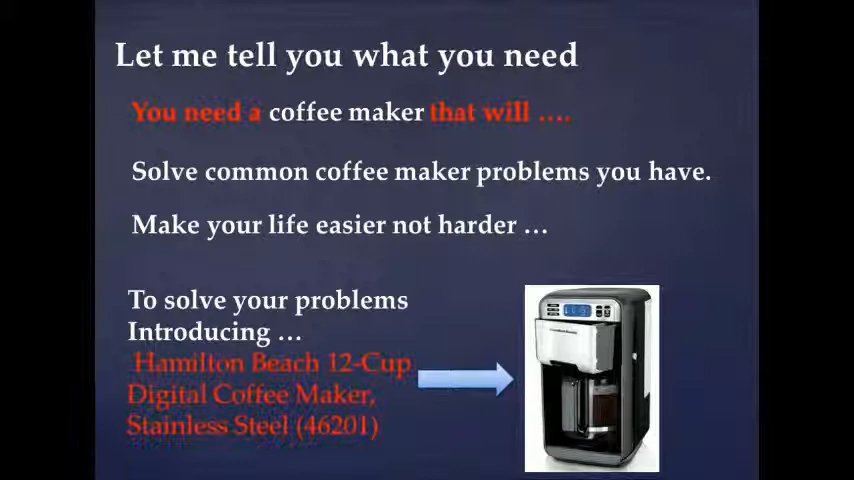 Let me tell you what you need
You need a coffee maker that will ....
Solve common coffee maker problems you have.
Make your life easier not harder ...
To solve your problems
Introducing ...
Hamilton Beach 12-Cup
Digital Coffee Maker,
Stainless Steel (46201)